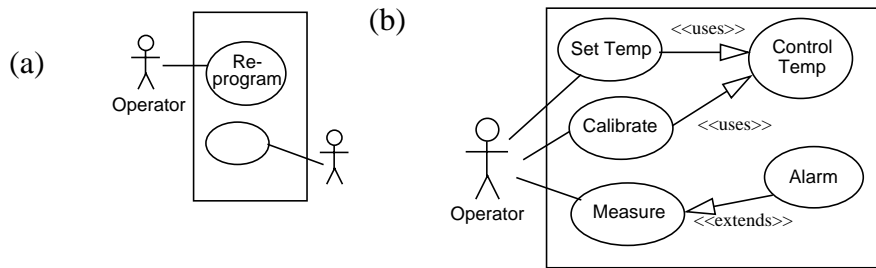 (a)
Re-
program
Operator
(b)
<<uses>>
Set Temp
Control
Temp
Calibrate
<<uses>>
Alarm
Measure
<<extends>>
Operator